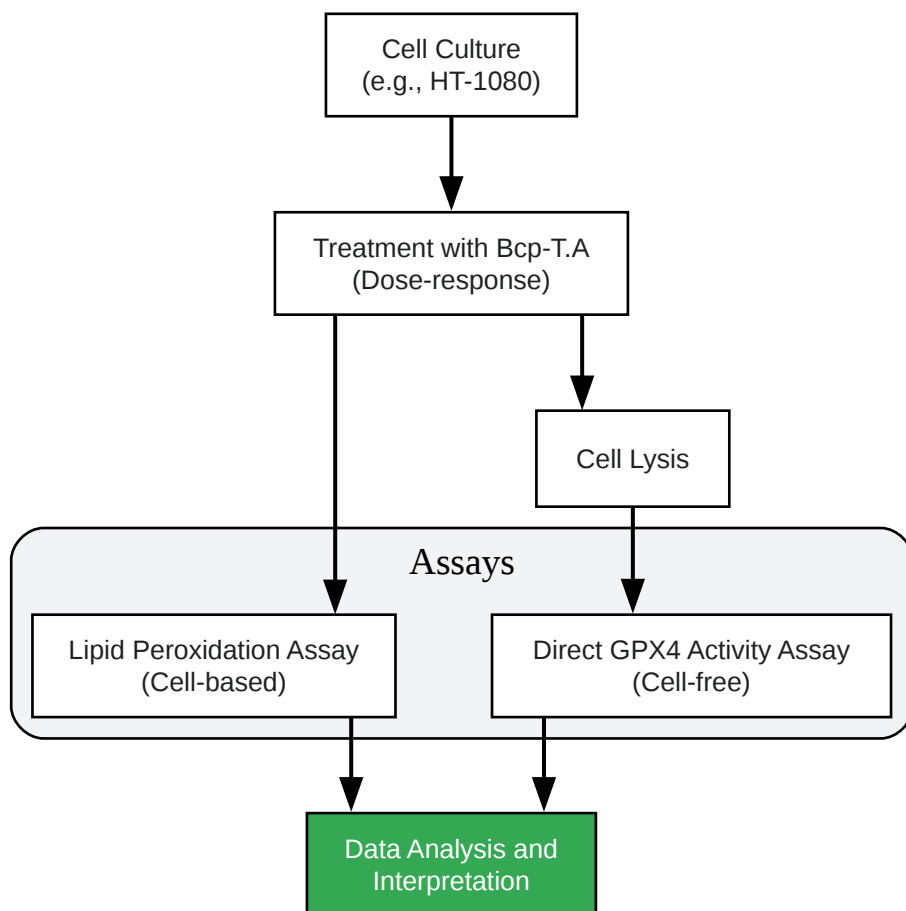 Cell Culture
(e.g., HT-1080)
Treatment with Bcp-T.A
(Dose-response)
Cell Lysis
Assays
Lipid Peroxidation Assay
(Cell-based)
Direct GPX4 Activity Assay
(Cell-free)
Data Analysis and
Interpretation